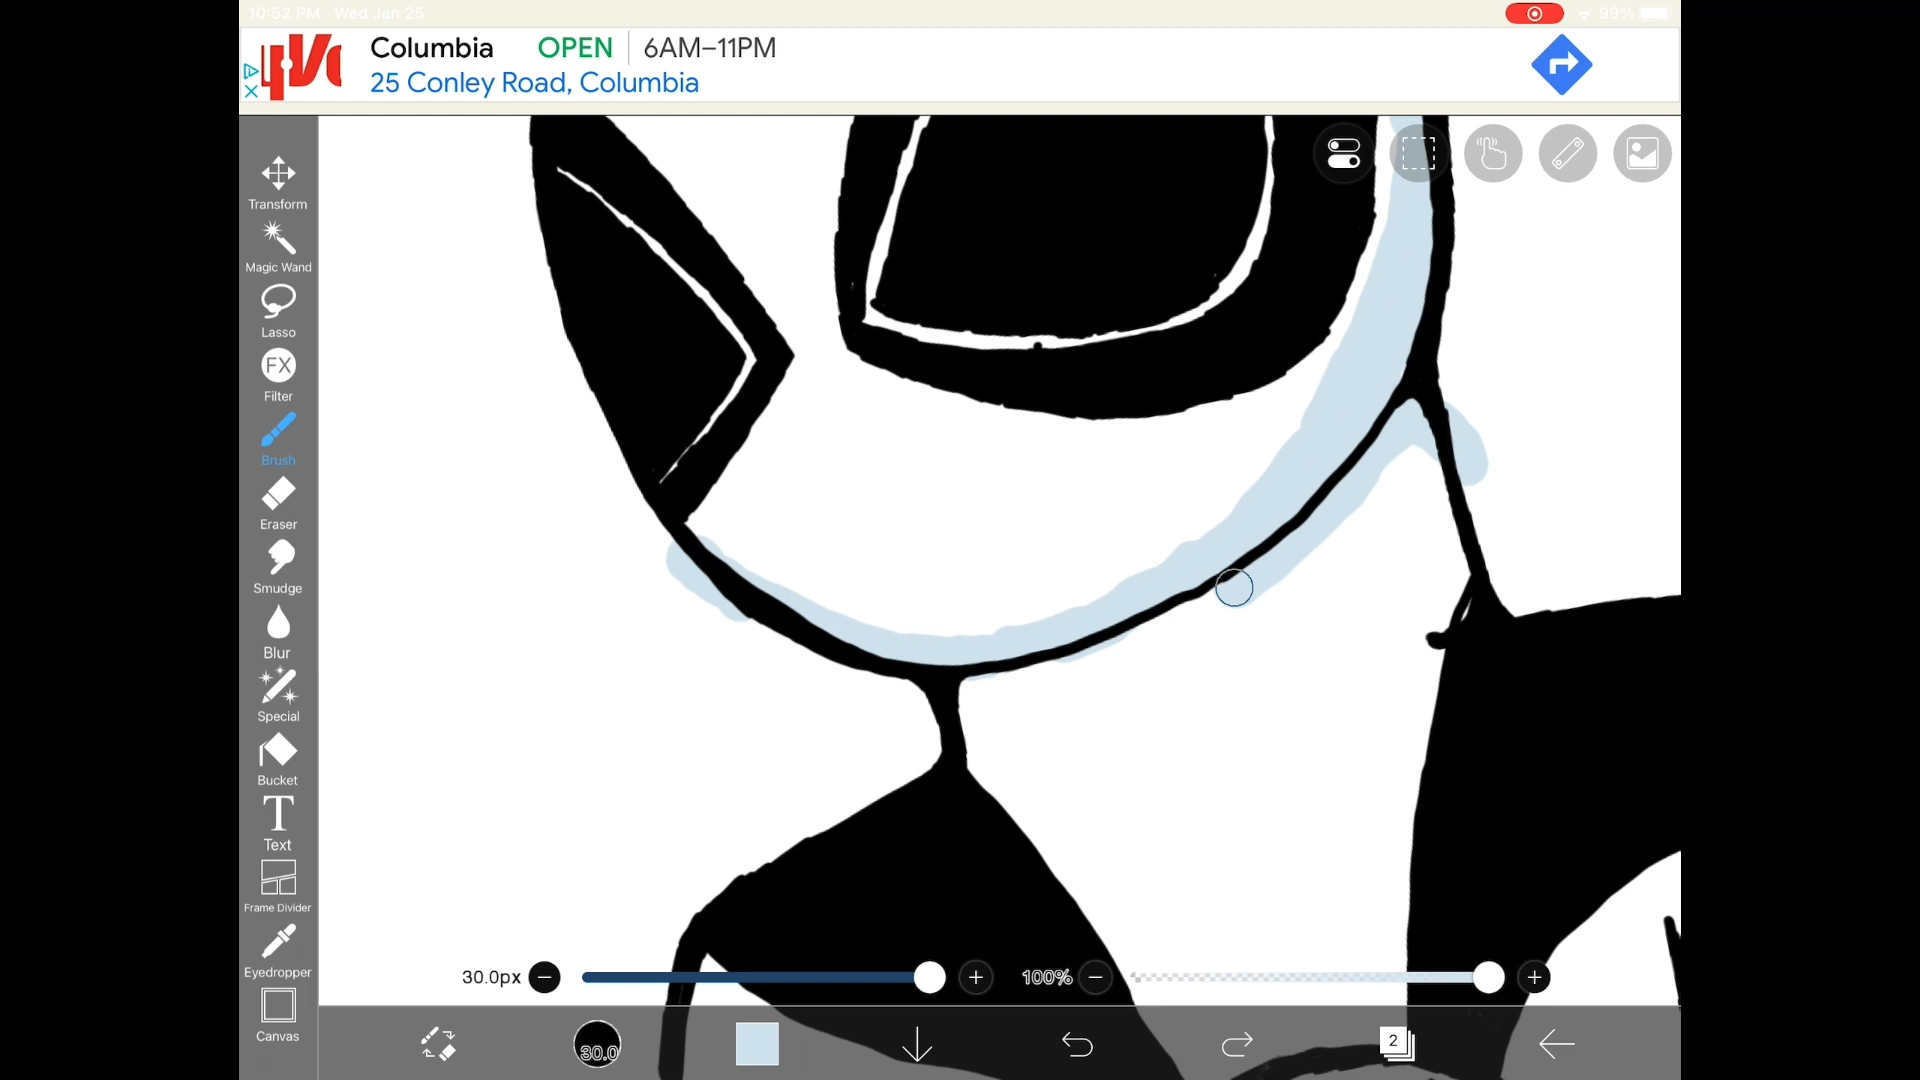 10:52 PM Wed Jan 25
99%
Columbia OPEN 6AM–11PM
25 Conley Road, Columbia
Transform
Magic Wand
Lasso
FX
Filter
Brush
Eraser
Smudge
Blur
Special
Bucket
T
Text
Frame Divider
Eyedropper
Canvas
30.0px
100%
30.0
2